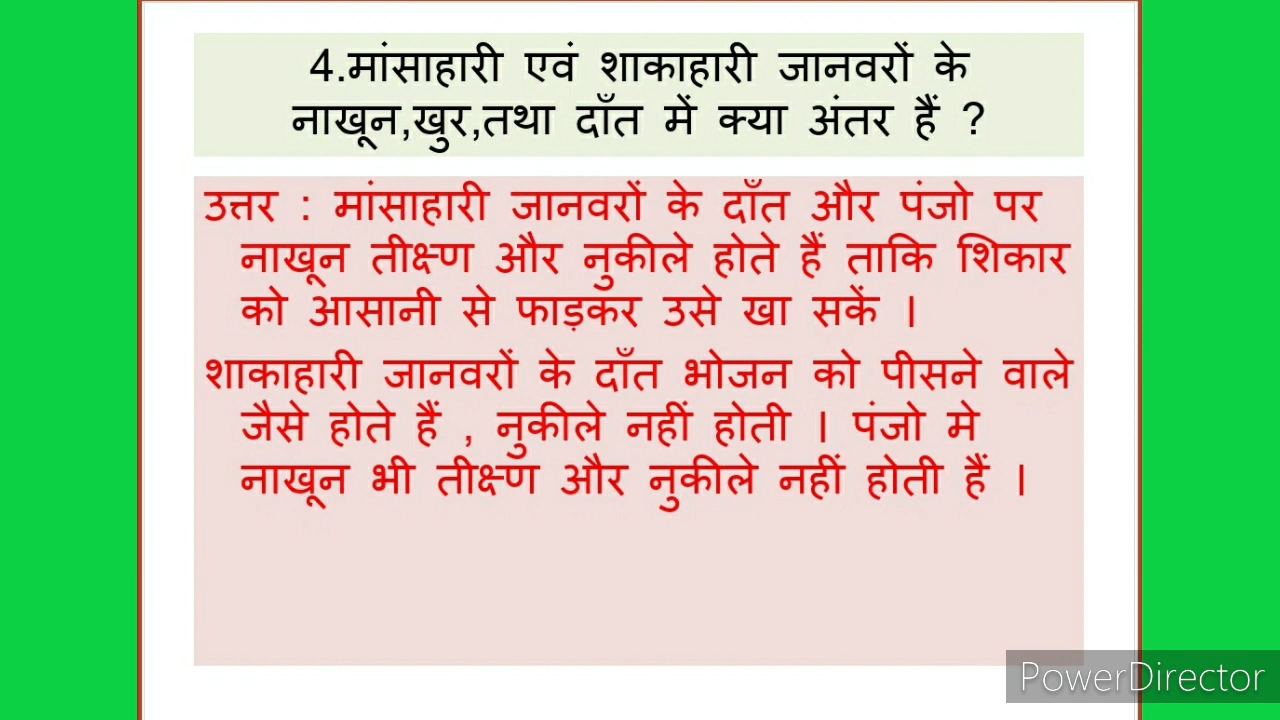 4.मांसाहारी एवं शाकाहारी जानवरों के
नाखून,खुर,तथा दाँत में क्या अंतर हैं ?
उत्तर : मांसाहारी जानवरों के दाँत और पंजो पर
नाखून तीक्ष्ण और नुकीले होते हैं ताकि शिकार
को आसानी से फाड़कर उसे खा सकें ।
शाकाहारी जानवरों के दाँत भोजन को पीसने वाले
जैसे होते हैं , नुकीले नहीं होती । पंजो मे
नाखून भी तीक्ष्ण और नुकीले नहीं होती हैं ।
PowerDirector